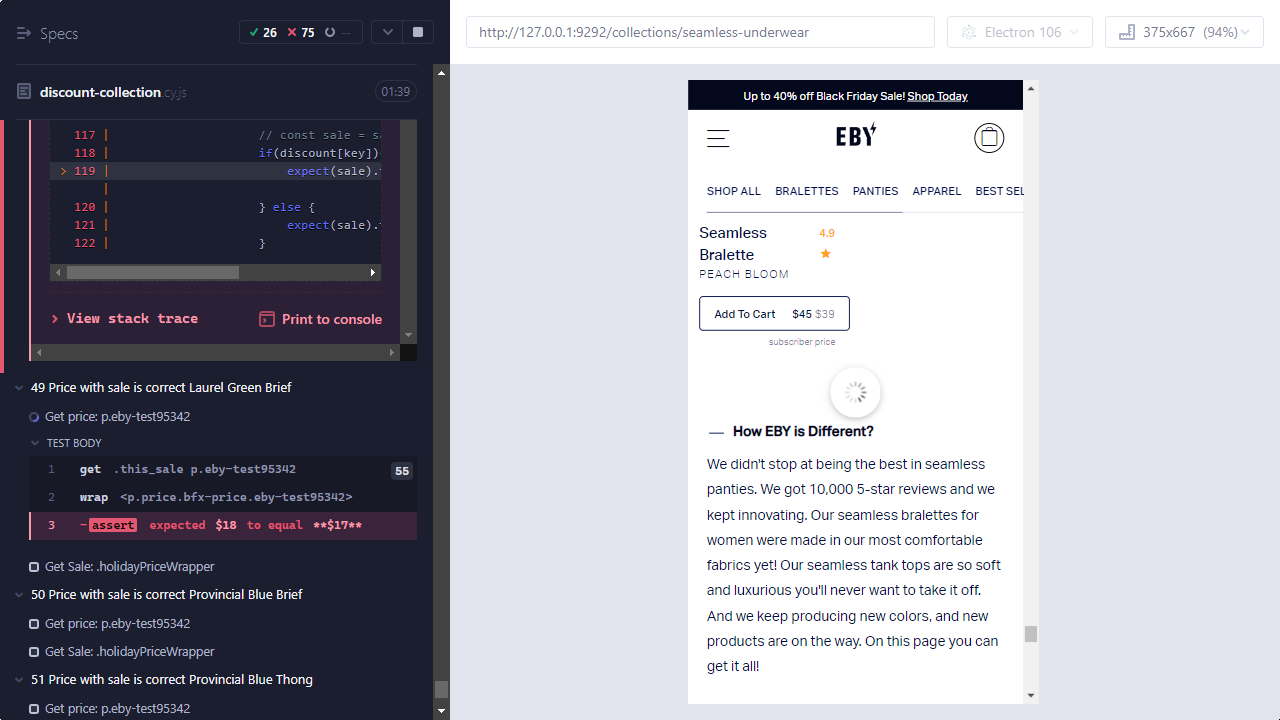 Specs
26 75 --
discount-collection.cy.js 01:39
117 | // const sale = sa
118 | if(discount[key])
> 119 | expect(sale).
|
120 | } else {
121 | expect(sale).
122 | }
> View stack trace Print to console
49 Price with sale is correct Laurel Green Brief
Get price: p.eby-test95342
TEST BODY
1 get .this_sale p.eby-test95342 55
2 wrap <p.price.bfx-price.eby-test95342>
3 -assert expected $18 to equal **$17**
Get Sale: .holidayPriceWrapper
50 Price with sale is correct Provincial Blue Brief
Get price: p.eby-test95342
Get Sale: .holidayPriceWrapper
51 Price with sale is correct Provincial Blue Thong
Get price: p.eby-test95342
http://127.0.0.1:9292/collections/seamless-underwear
Electron 106
375x667 (94%)
Up to 40% off Black Friday Sale! Shop Today
EBY
SHOP ALL BRALETTES PANTIES APPAREL BEST SEL
Seamless Bralette 4.9
PEACH BLOOM
Add To Cart $45 $39
subscriber price
— How EBY is Different?
We didn't stop at being the best in seamless
panties. We got 10,000 5-star reviews and we
kept innovating. Our seamless bralettes for
women were made in our most comfortable
fabrics yet! Our seamless tank tops are so soft
and luxurious you'll never want to take it off.
And we keep producing new colors, and new
products are on the way. On this page you can
get it all!